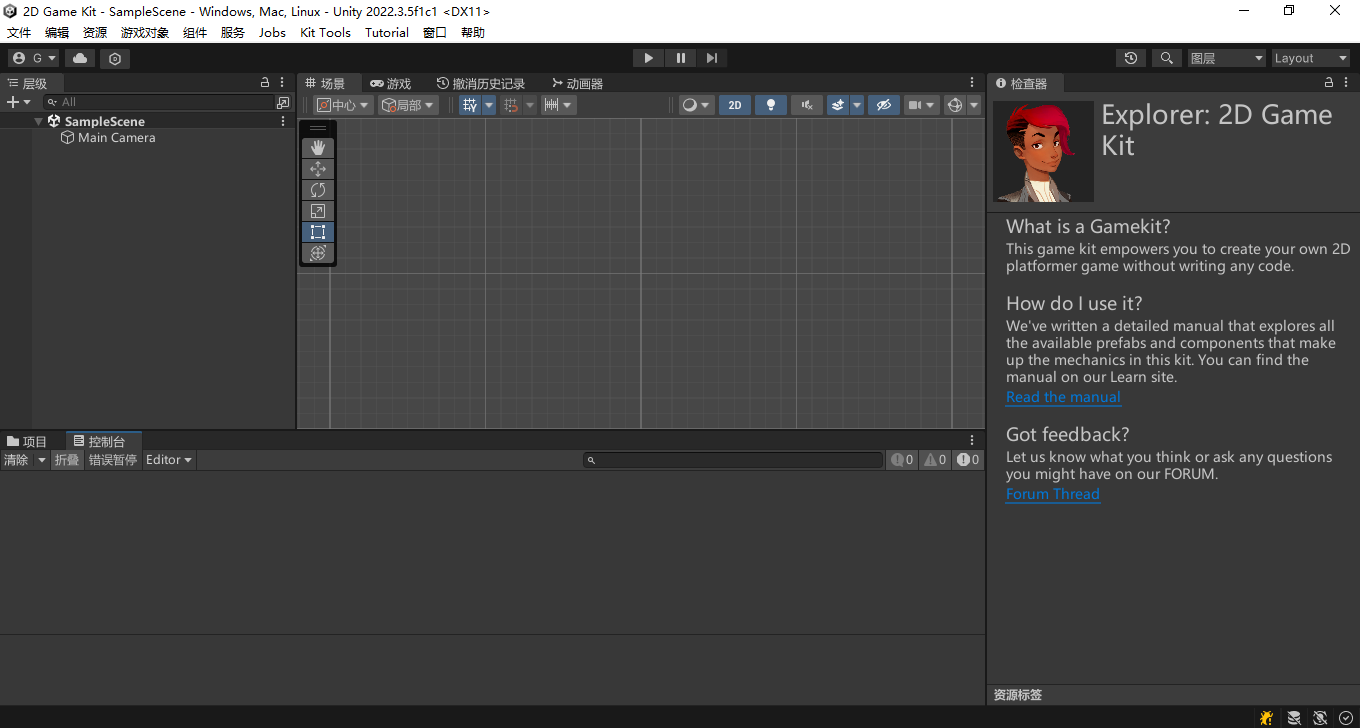 2D Game Kit - SampleScene - Windows, Mac, Linux - Unity 2022.3.5f1c1 <DX11>
文件 编辑 资源 游戏对象 组件 服务 Jobs Kit Tools Tutorial 窗口 帮助
G 图层 Layout
层级 场景 游戏 撤消历史记录 动画器 检查器
All 中心 局部 2D
SampleScene
Main Camera
Explorer: 2D Game
Kit
What is a Gamekit?
This game kit empowers you to create your own 2D
platformer game without writing any code.
How do I use it?
We've written a detailed manual that explores all
the available prefabs and components that make
up the mechanics in this kit. You can find the
manual on our Learn site.
Read the manual
Got feedback?
Let us know what you think or ask any questions
you might have on our FORUM.
Forum Thread
项目 控制台
清除 折叠 错误暂停 Editor 0 0 0
资源标签